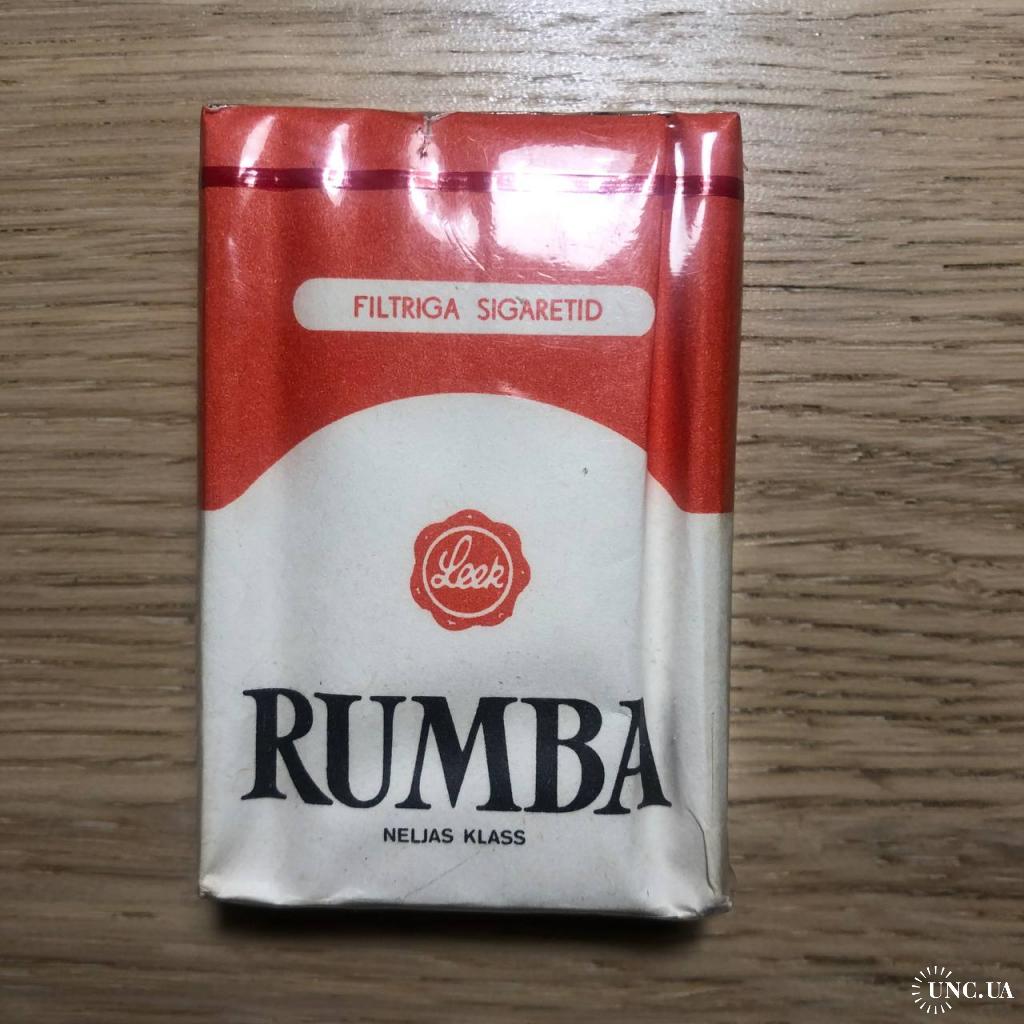 FILTRIGA SIGARETID
Leek
RUMBA
NELJAS KLASS
UNC.UA